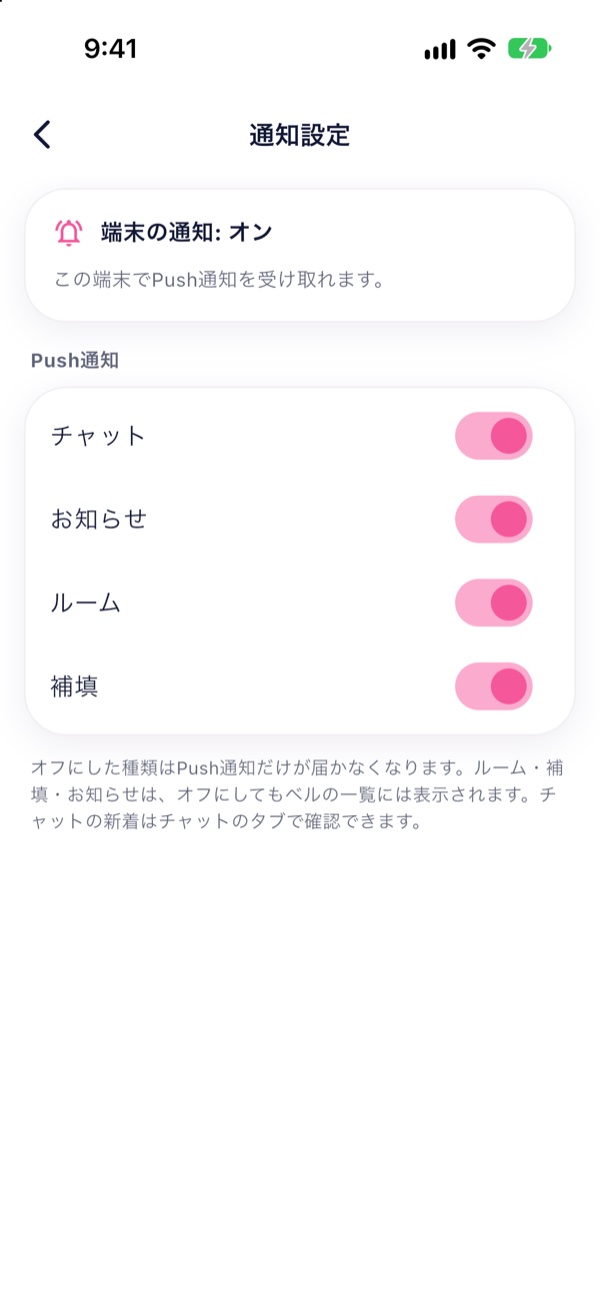 9:41
通知設定
端末の通知: オン
この端末でPush通知を受け取れます。
Push通知
チャット
お知らせ
ルーム
補填
オフにした種類はPush通知だけが届かなくなります。ルーム・補
填・お知らせは、オフにしてもベルの一覧には表示されます。チ
ャットの新着はチャットのタブで確認できます。